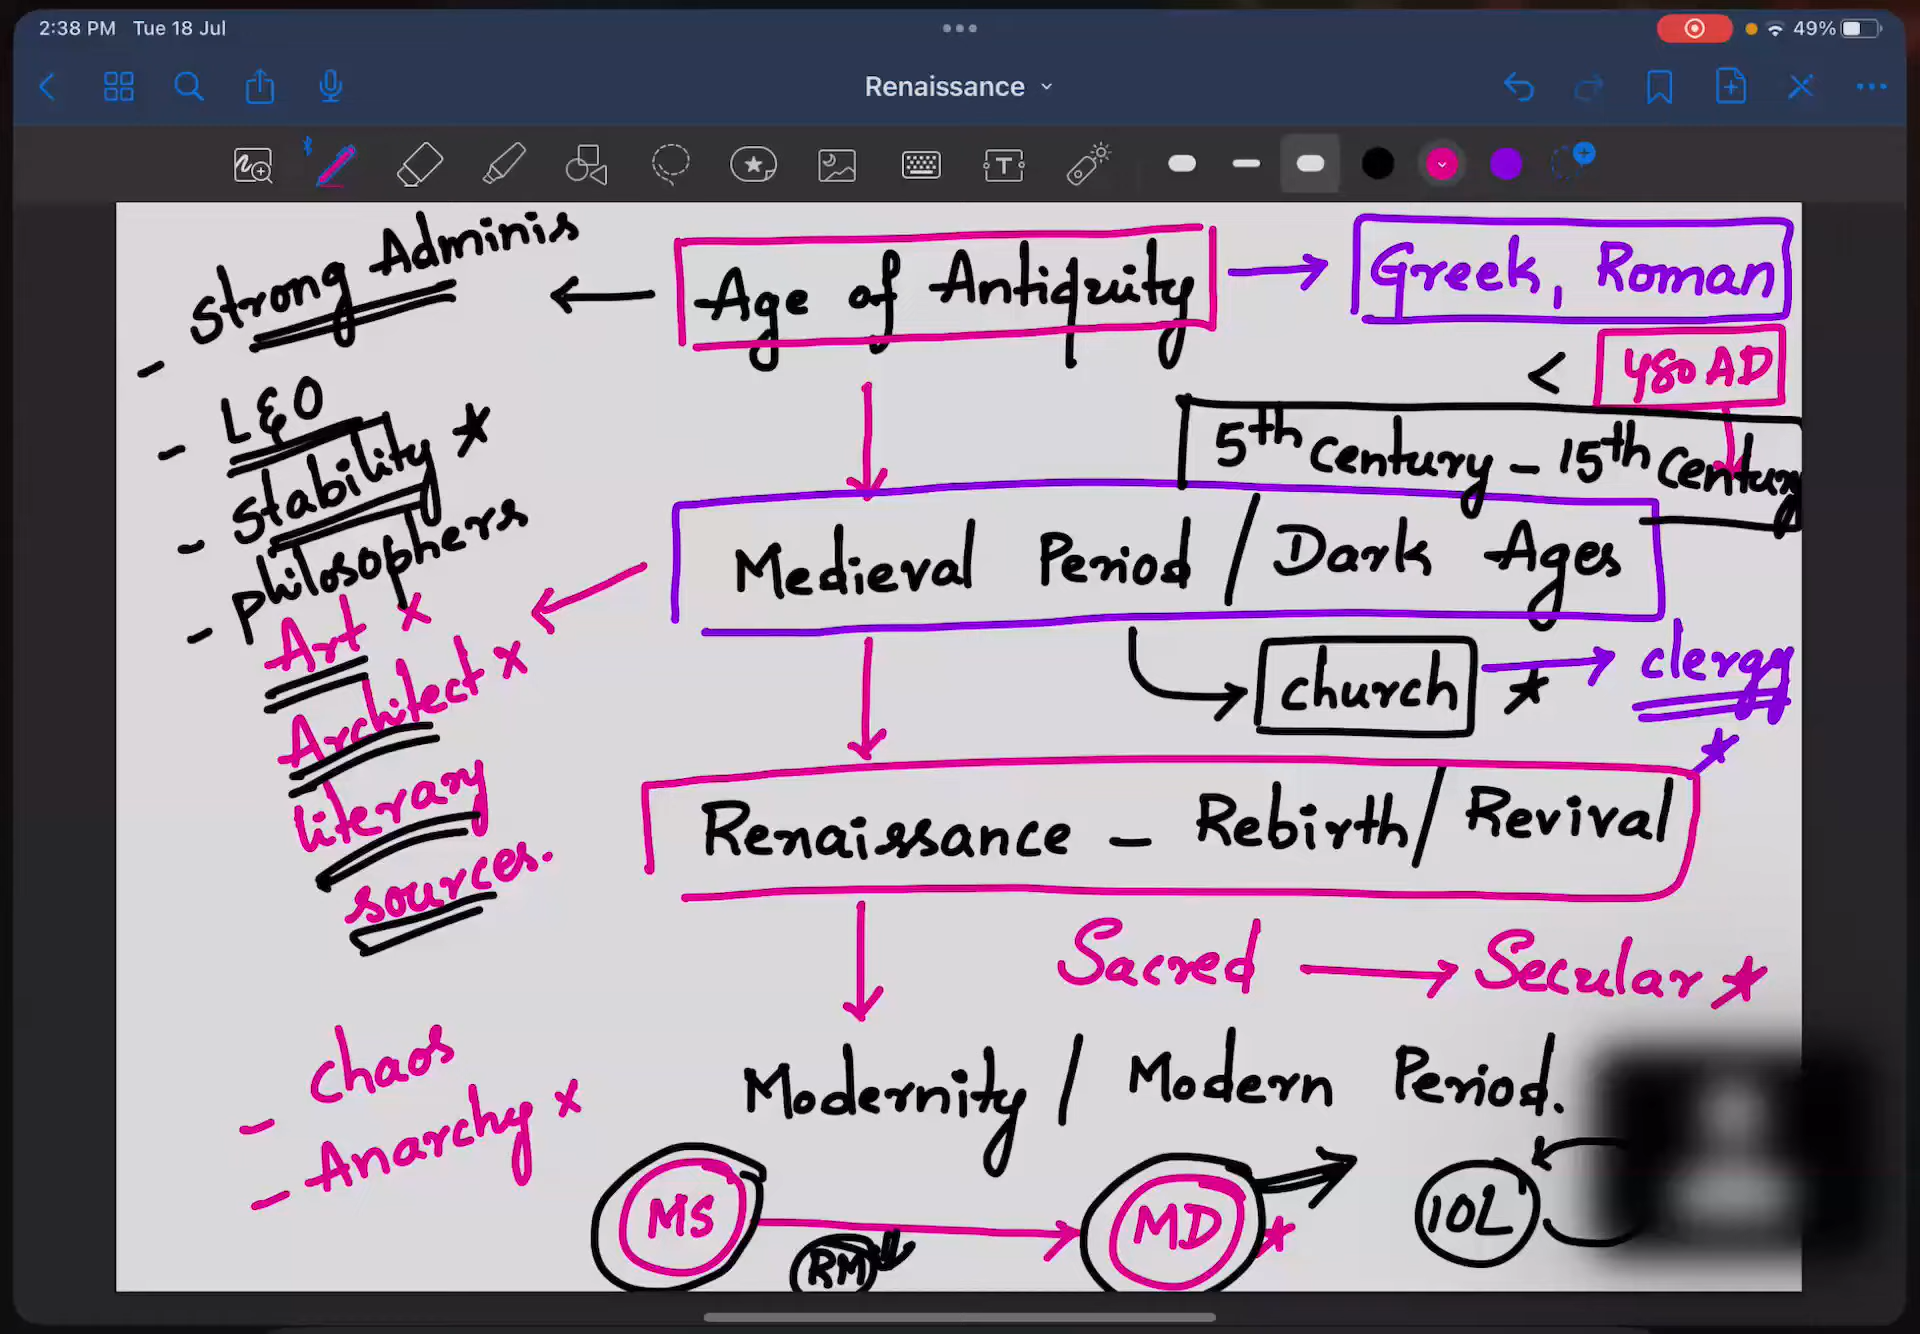 2:38 PM Tue 18 Jul
49%
Renaissance
Strong Adminis
Age of Antiquity
Greek, Roman
< 480 AD
- L&O
5th century - 15th century
- stability
- philosophers
Medieval Period / Dark Ages
Art x
Architect x
church
clergy
literary
sources.
Renaissance - Rebirth / Revival
Sacred → Secular
- chaos
- Anarchy x
Modernity / Modern Period.
MS
RM
MD
10L